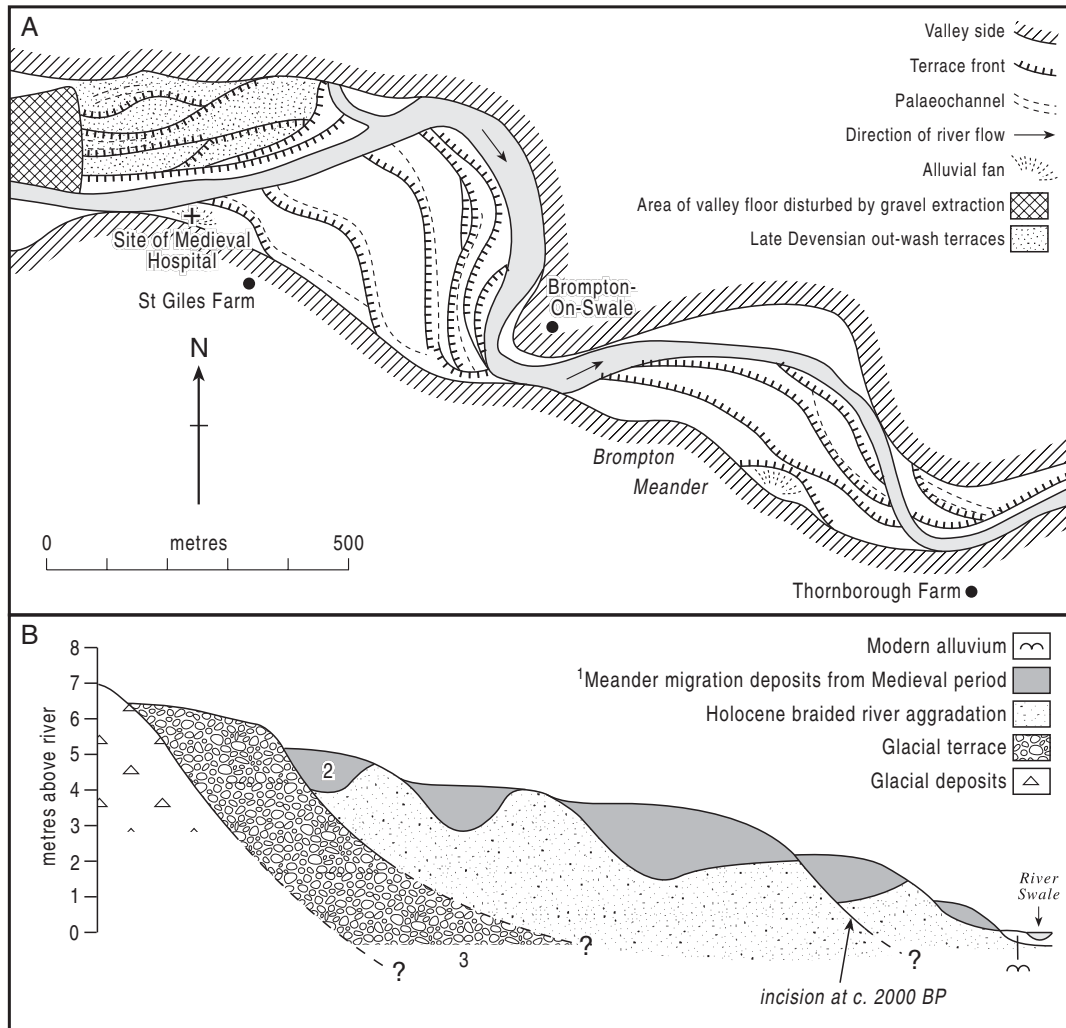 A
Valley side
Terrace front
Palaeochannel
Direction of river flow
Alluvial fan
Area of valley floor disturbed by gravel extraction
Late Devensian out-wash terraces
Site of Medieval
Hospital
St Giles Farm
Brompton-
On-Swale
N
Brompton
Meander
0 metres 500
Thornborough Farm
B
8
7
6
5
4
3
2
1
0
metres above river
Modern alluvium
¹Meander migration deposits from Medieval period
Holocene braided river aggradation
Glacial terrace
Glacial deposits
2
River
Swale
?
3
?
?
incision at c. 2000 BP